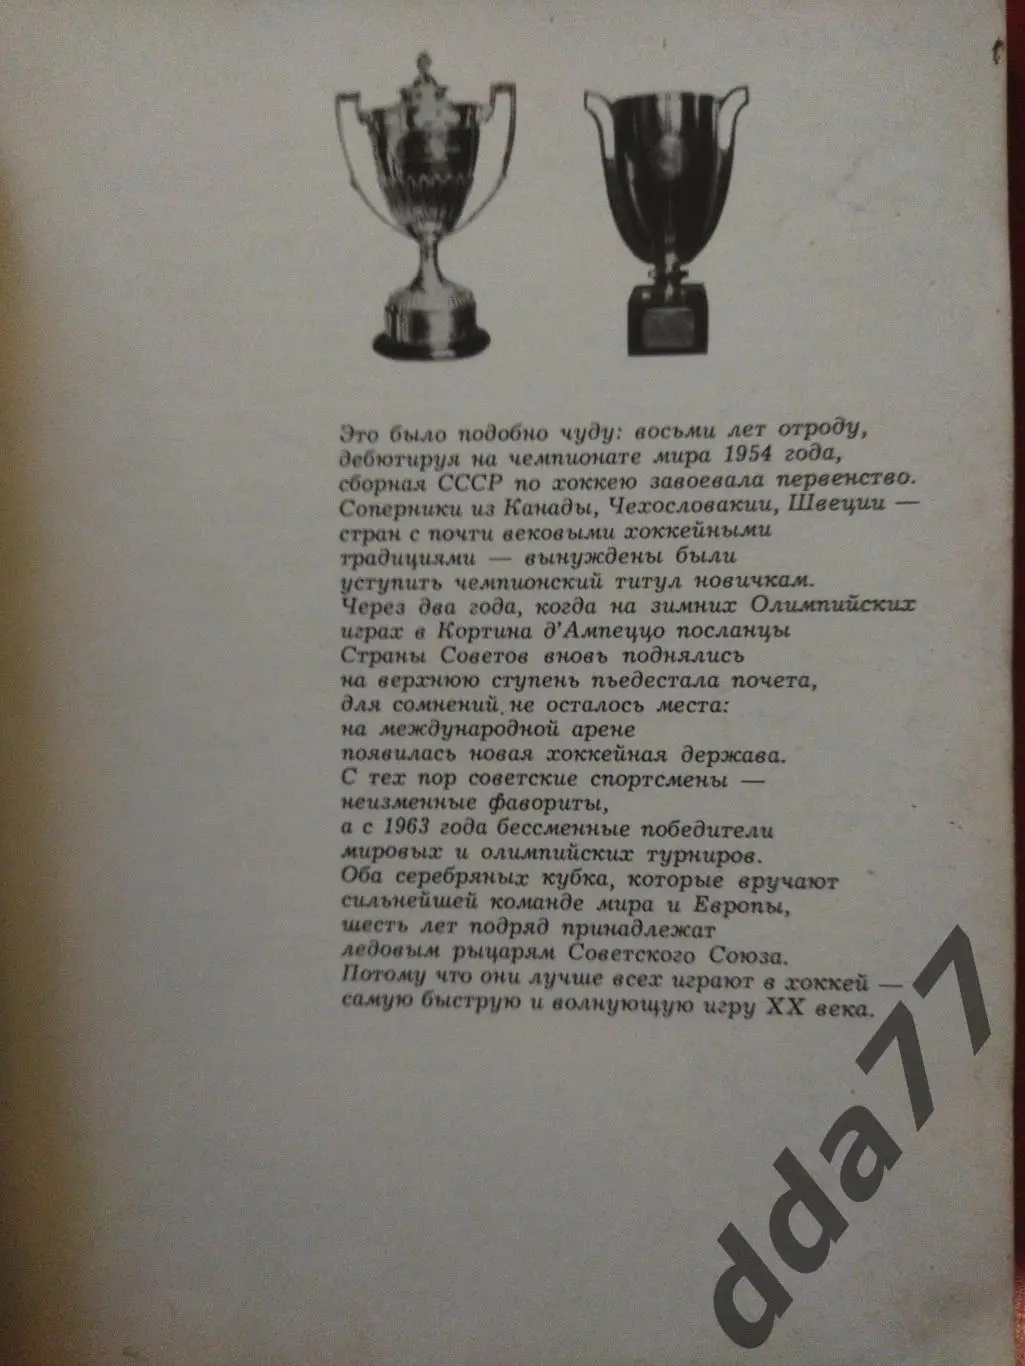 Это было подобно чуду: восьми лет отроду,
дебютируя на чемпионате мира 1954 года,
сборная СССР по хоккею завоевала первенство.
Соперники из Канады, Чехословакии, Швеции —
стран с почти вековыми хоккейными
традициями — вынуждены были
уступить чемпионский титул новичкам.
Через два года, когда на зимних Олимпийских
играх в Кортина д'Ампеццо посланцы
Страны Советов вновь поднялись
на верхнюю ступень пьедестала почета,
для сомнений не осталось места:
на международной арене
появилась новая хоккейная держава.
С тех пор советские спортсмены —
неизменные фавориты,
а с 1963 года бессменные победители
мировых и олимпийских турниров.
Оба серебряных кубка, которые вручают
сильнейшей команде мира и Европы,
шесть лет подряд принадлежат
ледовым рыцарям Советского Союза.
Потому что они лучше всех играют в хоккей —
самую быструю и волнующую игру XX века.
dda77